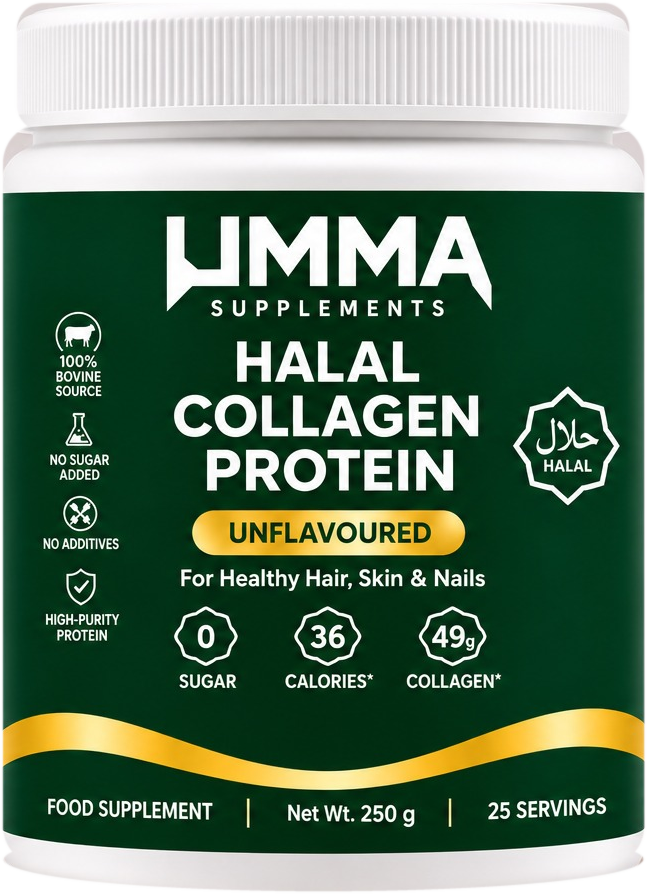 UMMA
SUPPLEMENTS
HALAL
COLLAGEN
PROTEIN
UNFLAVOURED
For Healthy Hair, Skin & Nails
100%
BOVINE
SOURCE
NO SUGAR
ADDED
NO ADDITIVES
HIGH-PURITY
PROTEIN
حلال
HALAL
0
SUGAR
36
CALORIES*
49g
COLLAGEN*
FOOD SUPPLEMENT | Net Wt. 250 g | 25 SERVINGS